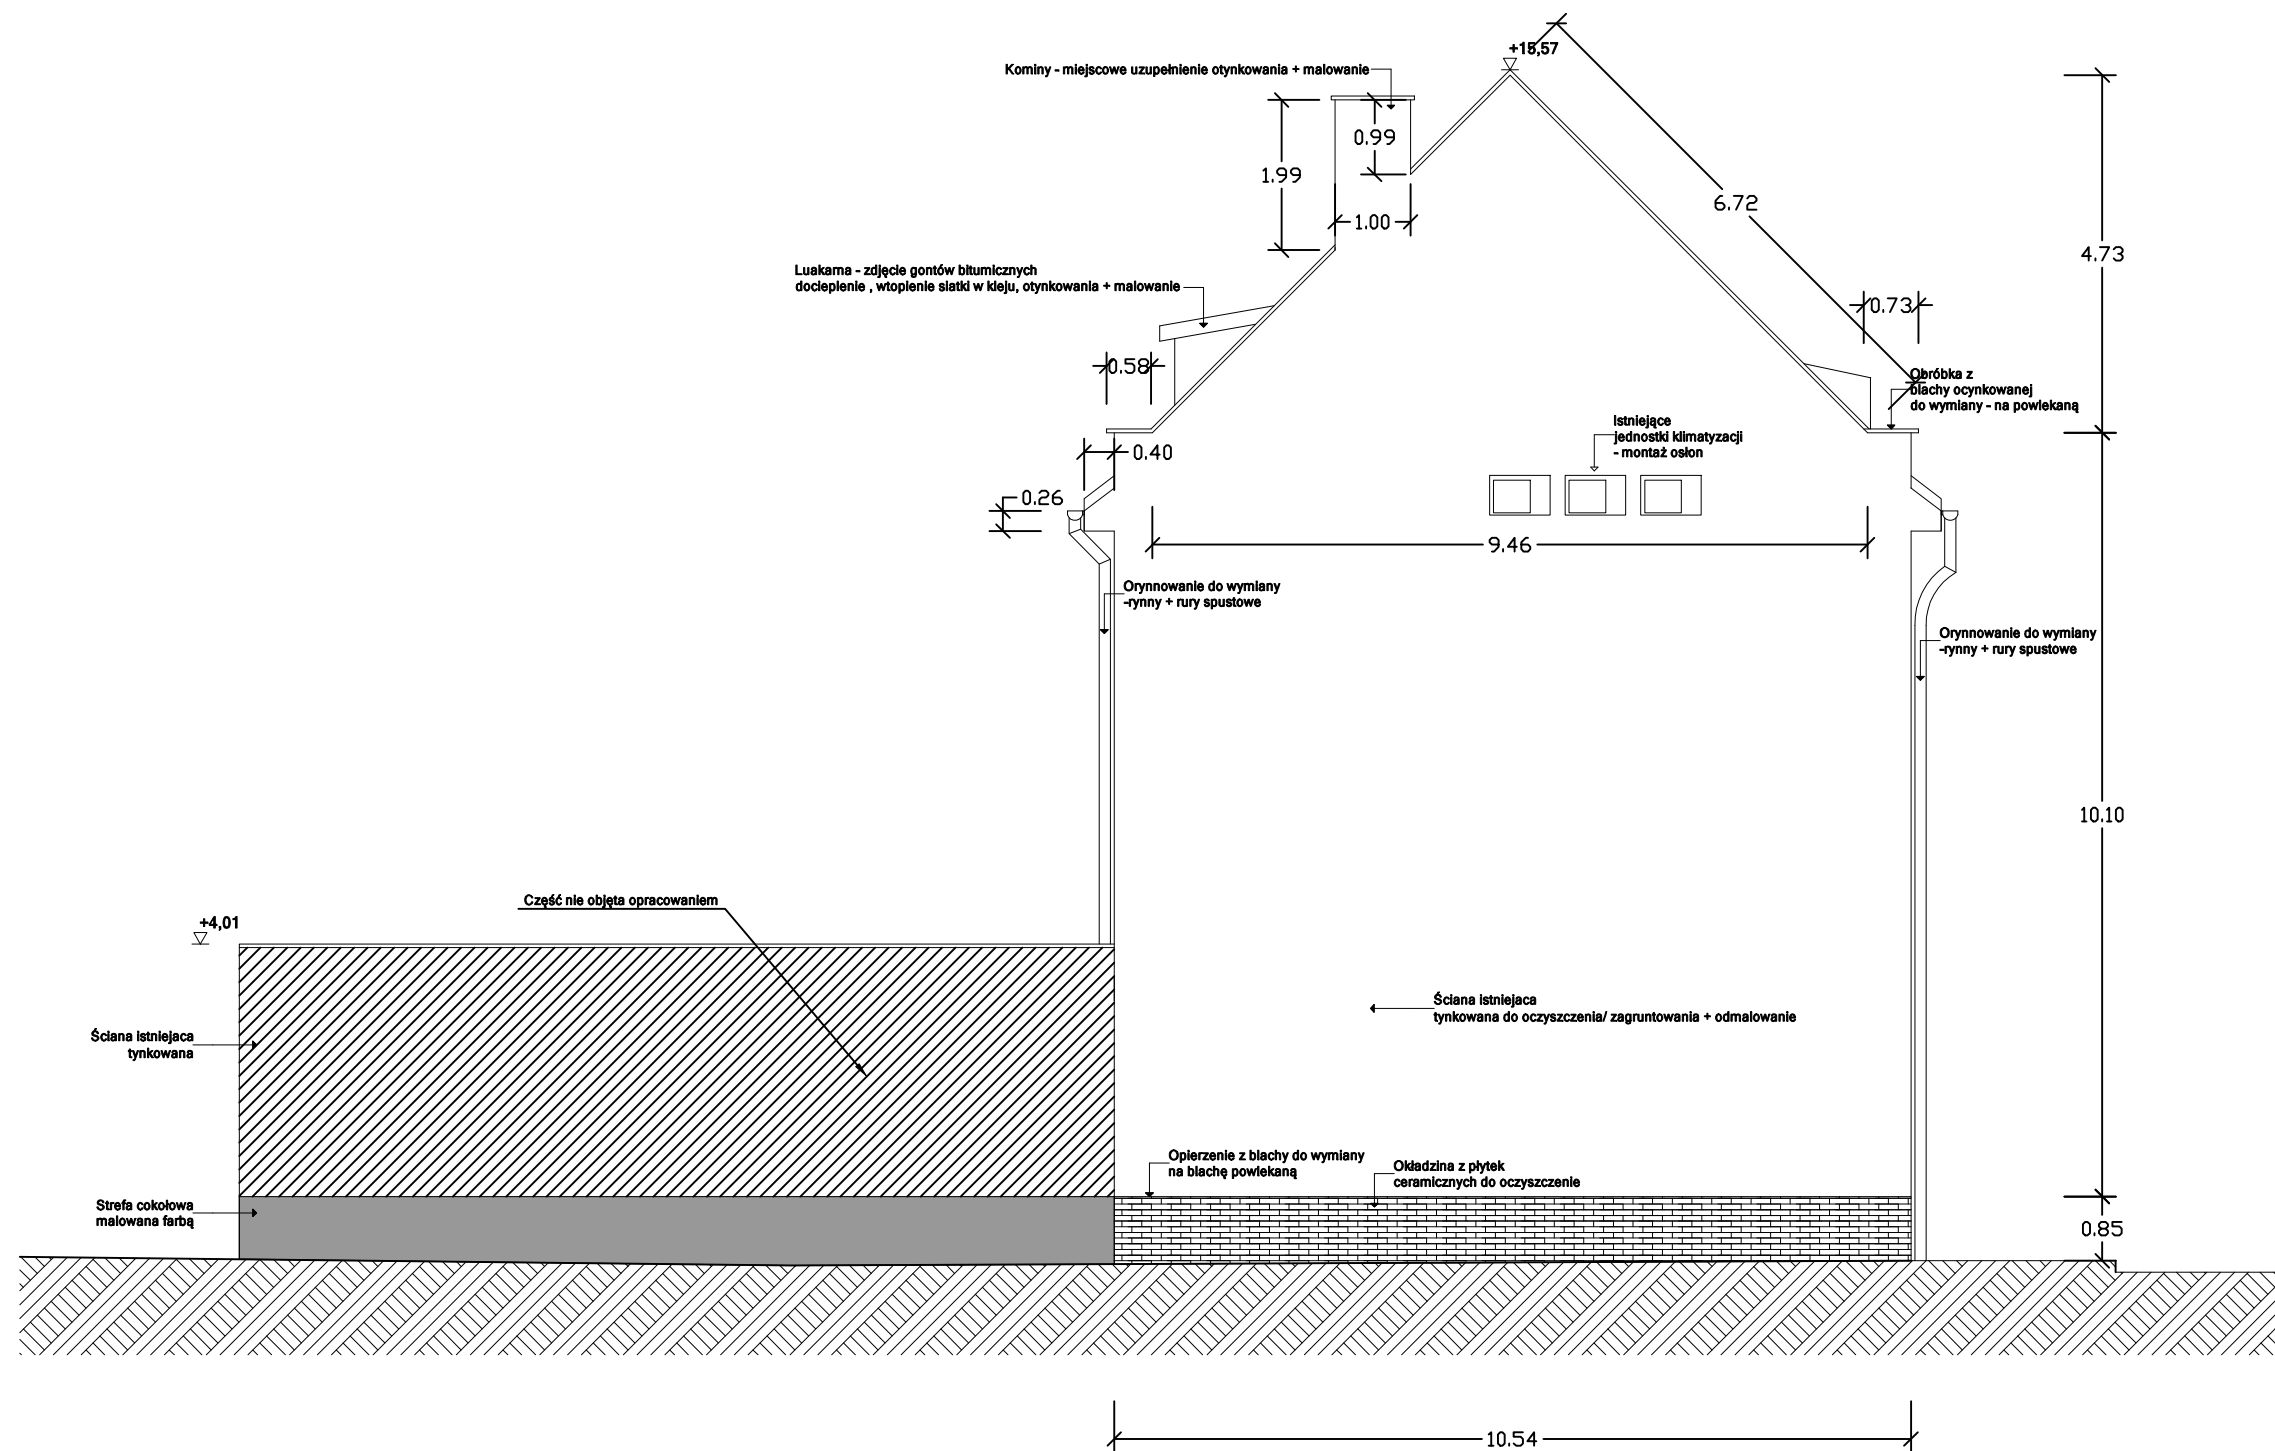 +15,57
Kominy - miejscowe uzupełnienie otynkowania + malowanie
0.99
1.99
6.72
1.00
4.73
Luakarna - zdjęcie gontów bitumicznych
docieplenie , wtopienie siatki w kleju, otynkowania + malowanie
0.73
0.58
Obróbka z
blachy ocynkowanej
do wymiany - na powlekaną
Istniejące
jednostki klimatyzacji
- montaż osłon
0.40
0.26
9.46
Orynnowanie do wymiany
-rynny + rury spustowe
Orynnowanie do wymiany
-rynny + rury spustowe
10.10
Część nie objęta opracowaniem
+4,01
Ściana istniejaca
tynkowana do oczyszczenia/ zagruntowania + odmalowanie
Ściana istniejaca
tynkowana
Opierzenie z blachy do wymiany
na blachę powlekaną
Okładzina z płytek
ceramicznych do oczyszczenie
Strefa cokołowa
malowana farbą
0.85
10.54